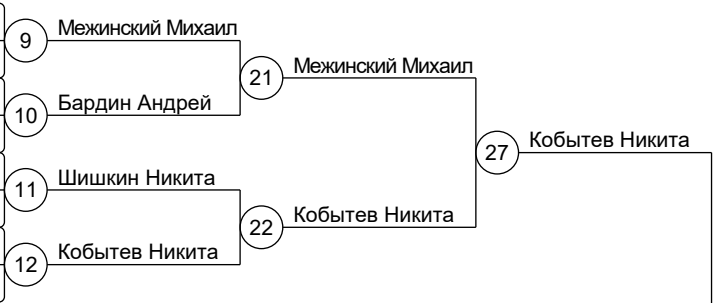 Межинский Михаил
9
Межинский Михаил
21
Бардин Андрей
10
Кобытев Никита
27
Шишкин Никита
11
Кобытев Никита
22
Кобытев Никита
12